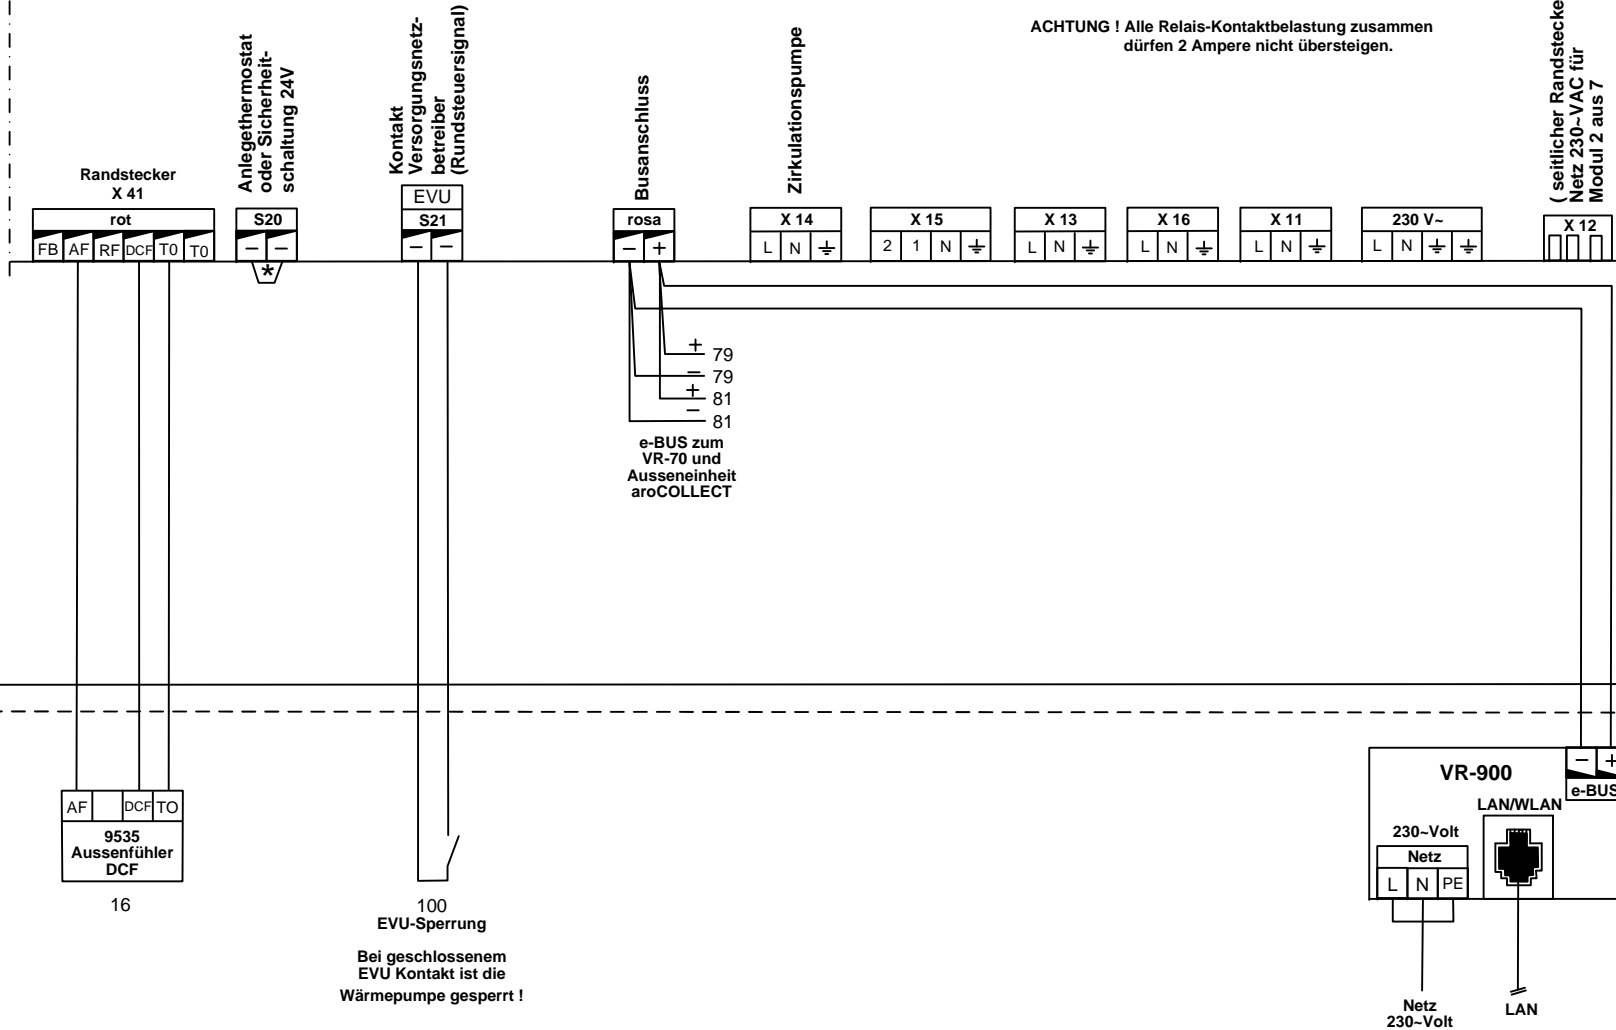 ACHTUNG ! Alle Relais-Kontaktbelastung zusammen
dürfen 2 Ampere nicht übersteigen.
Randstecker
X 41
rot
FB AF RF DCF T0 T0
Anlegethermostat
oder Sicherheit-
schaltung 24V
S20
– –
*
Kontakt
Versorgungsnetz-
betreiber
(Rundsteuersignal)
EVU
S21
– –
Busanschluss
rosa
– +
Zirkulationspumpe
X 14
L N
X 15
2 1 N
X 13
L N
X 16
L N
X 11
L N
230 V~
L N
( seitlicher Randstecke
Netz 230~VAC für
Modul 2 aus 7
X 12
+ 79
– 79
+ 81
– 81
e-BUS zum
VR-70 und
Ausseneinheit
aroCOLLECT
AF DCF TO
9535
Aussenfühler
DCF
16
100
EVU-Sperrung
Bei geschlossenem
EVU Kontakt ist die
Wärmepumpe gesperrt !
VR-900
– +
e-BUS
LAN/WLAN
230~Volt
Netz
L N PE
Netz
230~Volt
LAN